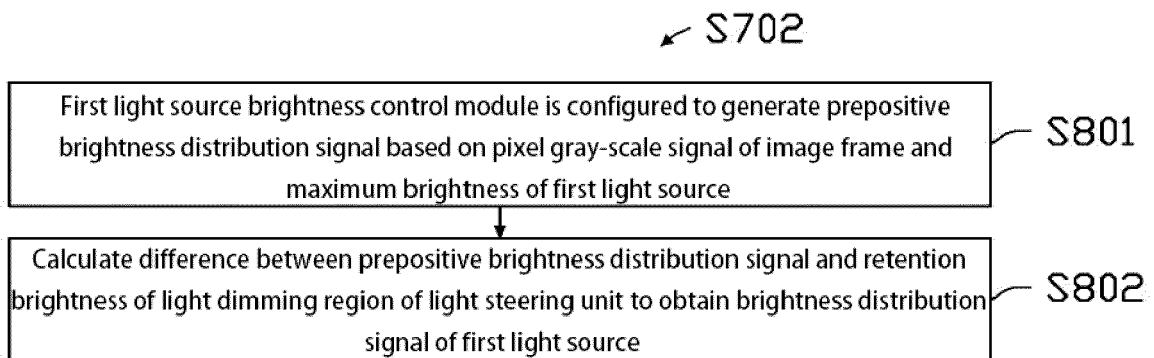 S702
First light source brightness control module is configured to generate prepositive
brightness distribution signal based on pixel gray-scale signal of image frame and
maximum brightness of first light source
S801
Calculate difference between prepositive brightness distribution signal and retention
brightness of light dimming region of light steering unit to obtain brightness distribution
signal of first light source
S802